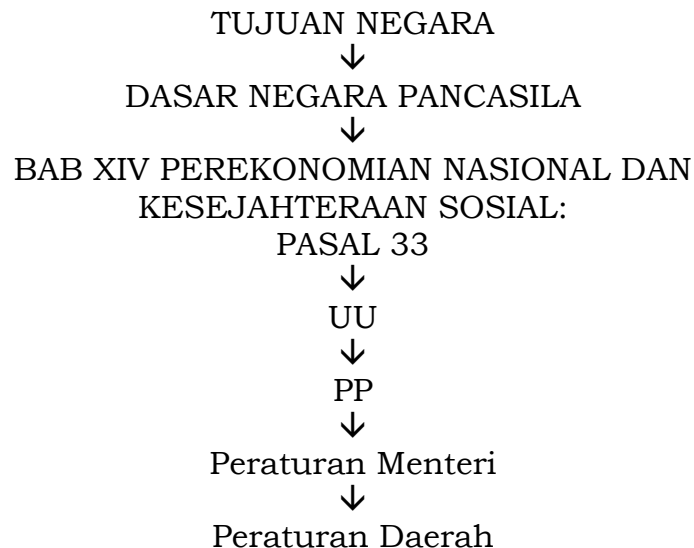 TUJUAN NEGARA
↓
DASAR NEGARA PANCASILA
↓
BAB XIV PEREKONOMIAN NASIONAL DAN
KESEJAHTERAAN SOSIAL:
PASAL 33
↓
UU
↓
PP
↓
Peraturan Menteri
↓
Peraturan Daerah